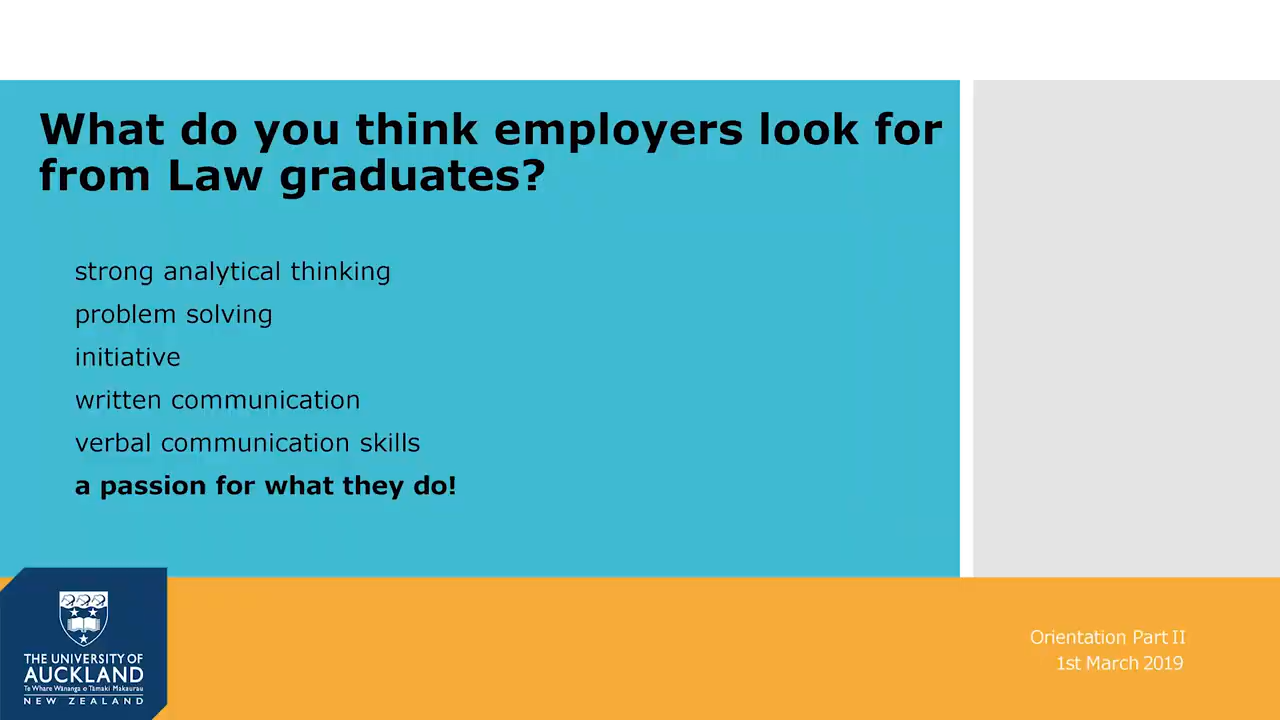 What do you think employers look for
from Law graduates?
strong analytical thinking
problem solving
initiative
written communication
verbal communication skills
a passion for what they do!
THE UNIVERSITY OF
AUCKLAND
Te Whare Wānanga o Tāmaki Makaurau
NEW ZEALAND
Orientation Part II
1st March 2019